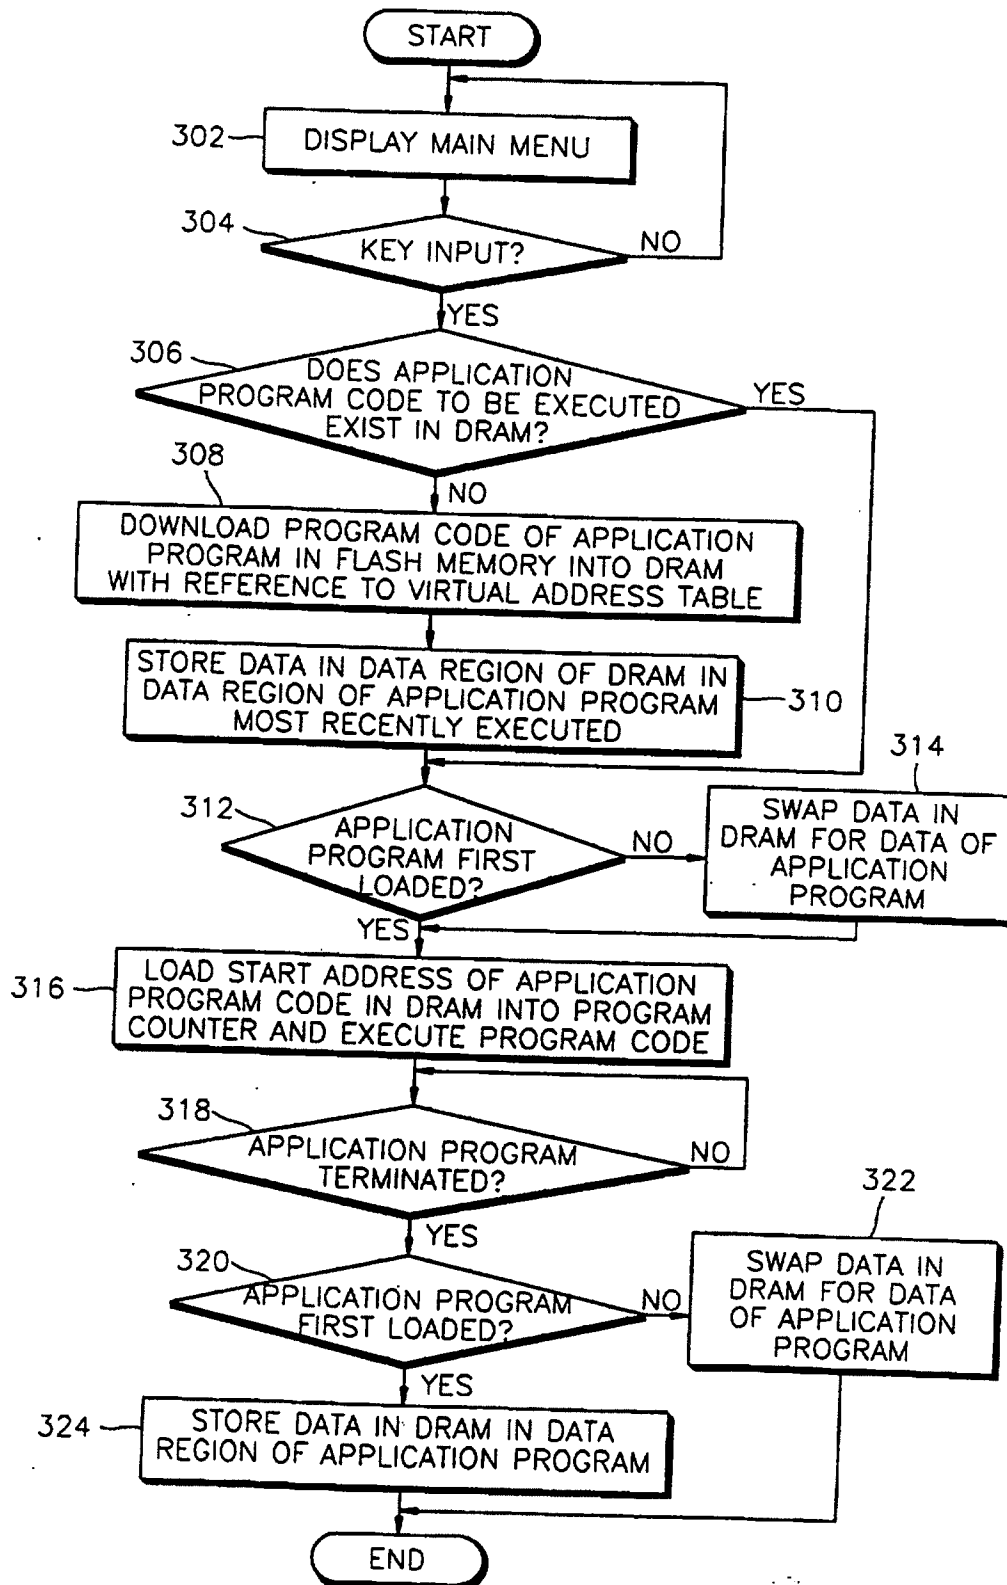 START
302
DISPLAY MAIN MENU
304
KEY INPUT?
NO
YES
306
DOES APPLICATION
PROGRAM CODE TO BE EXECUTED
EXIST IN DRAM?
YES
308
NO
DOWNLOAD PROGRAM CODE OF APPLICATION
PROGRAM IN FLASH MEMORY INTO DRAM
WITH REFERENCE TO VIRTUAL ADDRESS TABLE
STORE DATA IN DATA REGION OF DRAM IN
DATA REGION OF APPLICATION PROGRAM
MOST RECENTLY EXECUTED
310
312
APPLICATION
PROGRAM FIRST
LOADED?
NO
314
SWAP DATA IN
DRAM FOR DATA OF
APPLICATION
PROGRAM
YES
316
LOAD START ADDRESS OF APPLICATION
PROGRAM CODE IN DRAM INTO PROGRAM
COUNTER AND EXECUTE PROGRAM CODE
318
APPLICATION PROGRAM
TERMINATED?
NO
YES
320
APPLICATION PROGRAM
FIRST LOADED?
NO
322
SWAP DATA IN
DRAM FOR DATA
OF APPLICATION
PROGRAM
YES
324
STORE DATA IN DRAM IN DATA
REGION OF APPLICATION PROGRAM
END